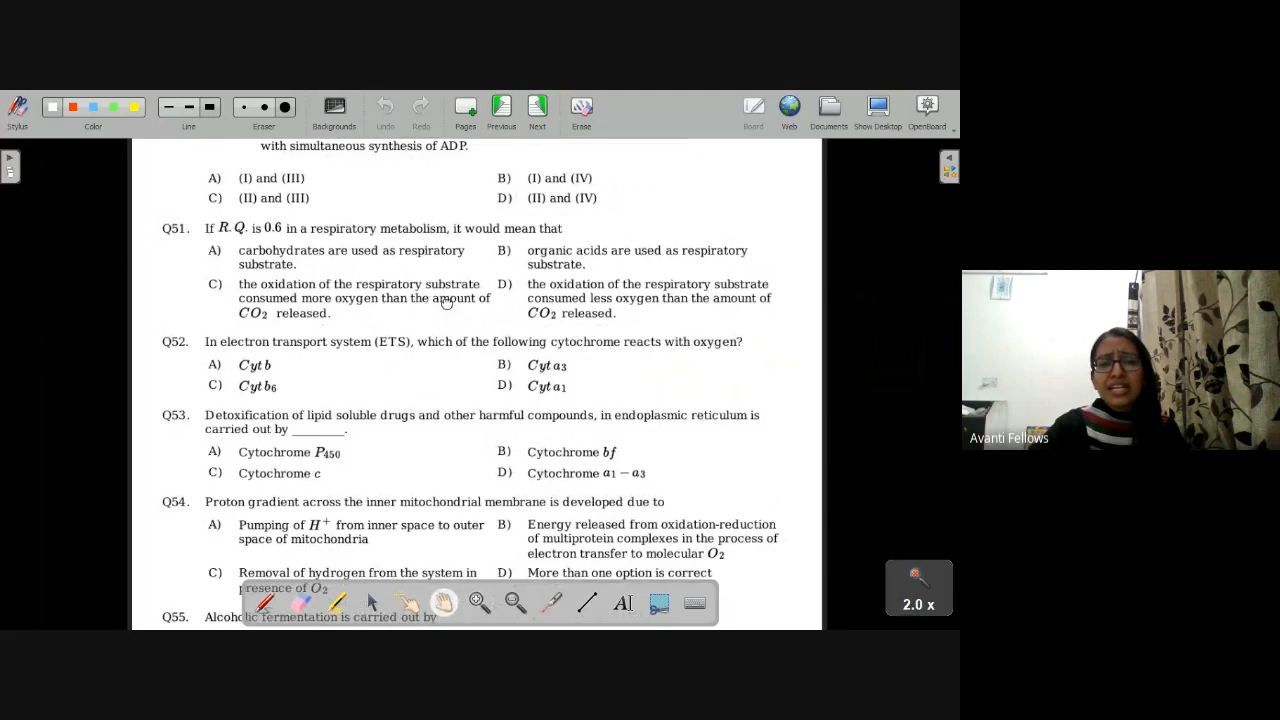 Stylus
Color
Line
Eraser
Backgrounds
Undo
Redo
Pages
Previous
Next
Erase
Board
Web
Documents
Show Desktop
OpenBoard
with simultaneous synthesis of ADP.
A) (I) and (III) B) (I) and (IV)
C) (II) and (III) D) (II) and (IV)
Q51. If R.Q. is 0.6 in a respiratory metabolism, it would mean that
A) carbohydrates are used as respiratory substrate.
B) organic acids are used as respiratory substrate.
C) the oxidation of the respiratory substrate
consumed more oxygen than the amount of
CO₂ released.
D) the oxidation of the respiratory substrate
consumed less oxygen than the amount of
CO₂ released.
Q52. In electron transport system (ETS), which of the following cytochrome reacts with oxygen?
A) Cyt b B) Cyt a₃
C) Cyt b₆ D) Cyt a₁
Q53. Detoxification of lipid soluble drugs and other harmful compounds, in endoplasmic reticulum is
carried out by ________.
A) Cytochrome P₄₅₀ B) Cytochrome bf
C) Cytochrome c D) Cytochrome a₁ − a₃
Q54. Proton gradient across the inner mitochondrial membrane is developed due to
A) Pumping of H⁺ from inner space to outer
space of mitochondria
B) Energy released from oxidation-reduction
of multiprotein complexes in the process of
electron transfer to molecular O₂
C) Removal of hydrogen from the system in
presence of O₂
D) More than one option is correct
Q55. Alcoholic fermentation is carried out by
2.0 x
Avanti Fellows